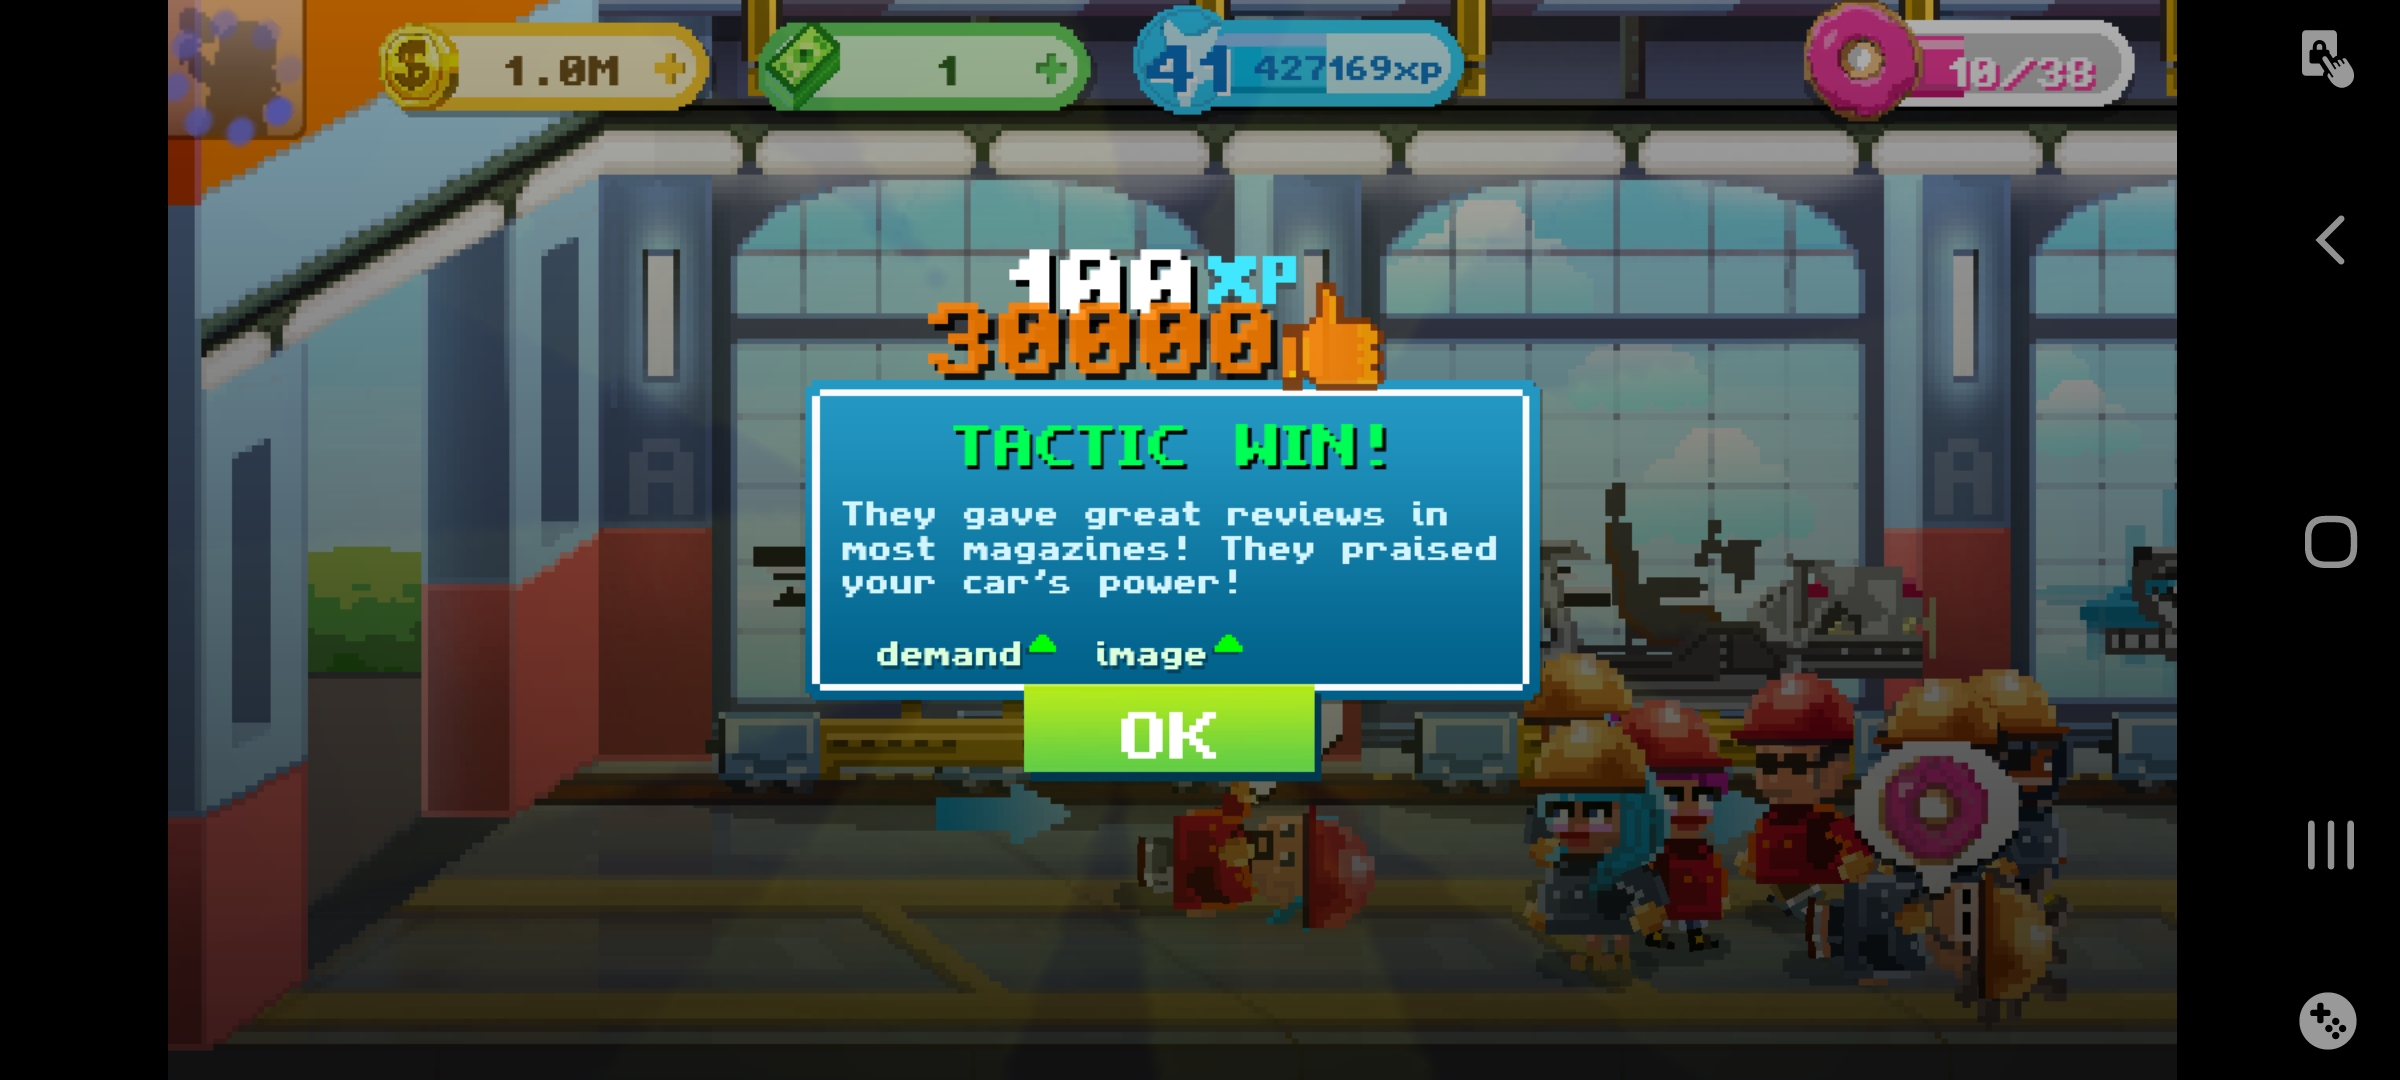 1.0M
1
41 427169xp
10/38
100XP
30000
TACTIC WIN!
They gave great reviews in
most magazines! They praised
your car's power!
demand image
OK
A
A